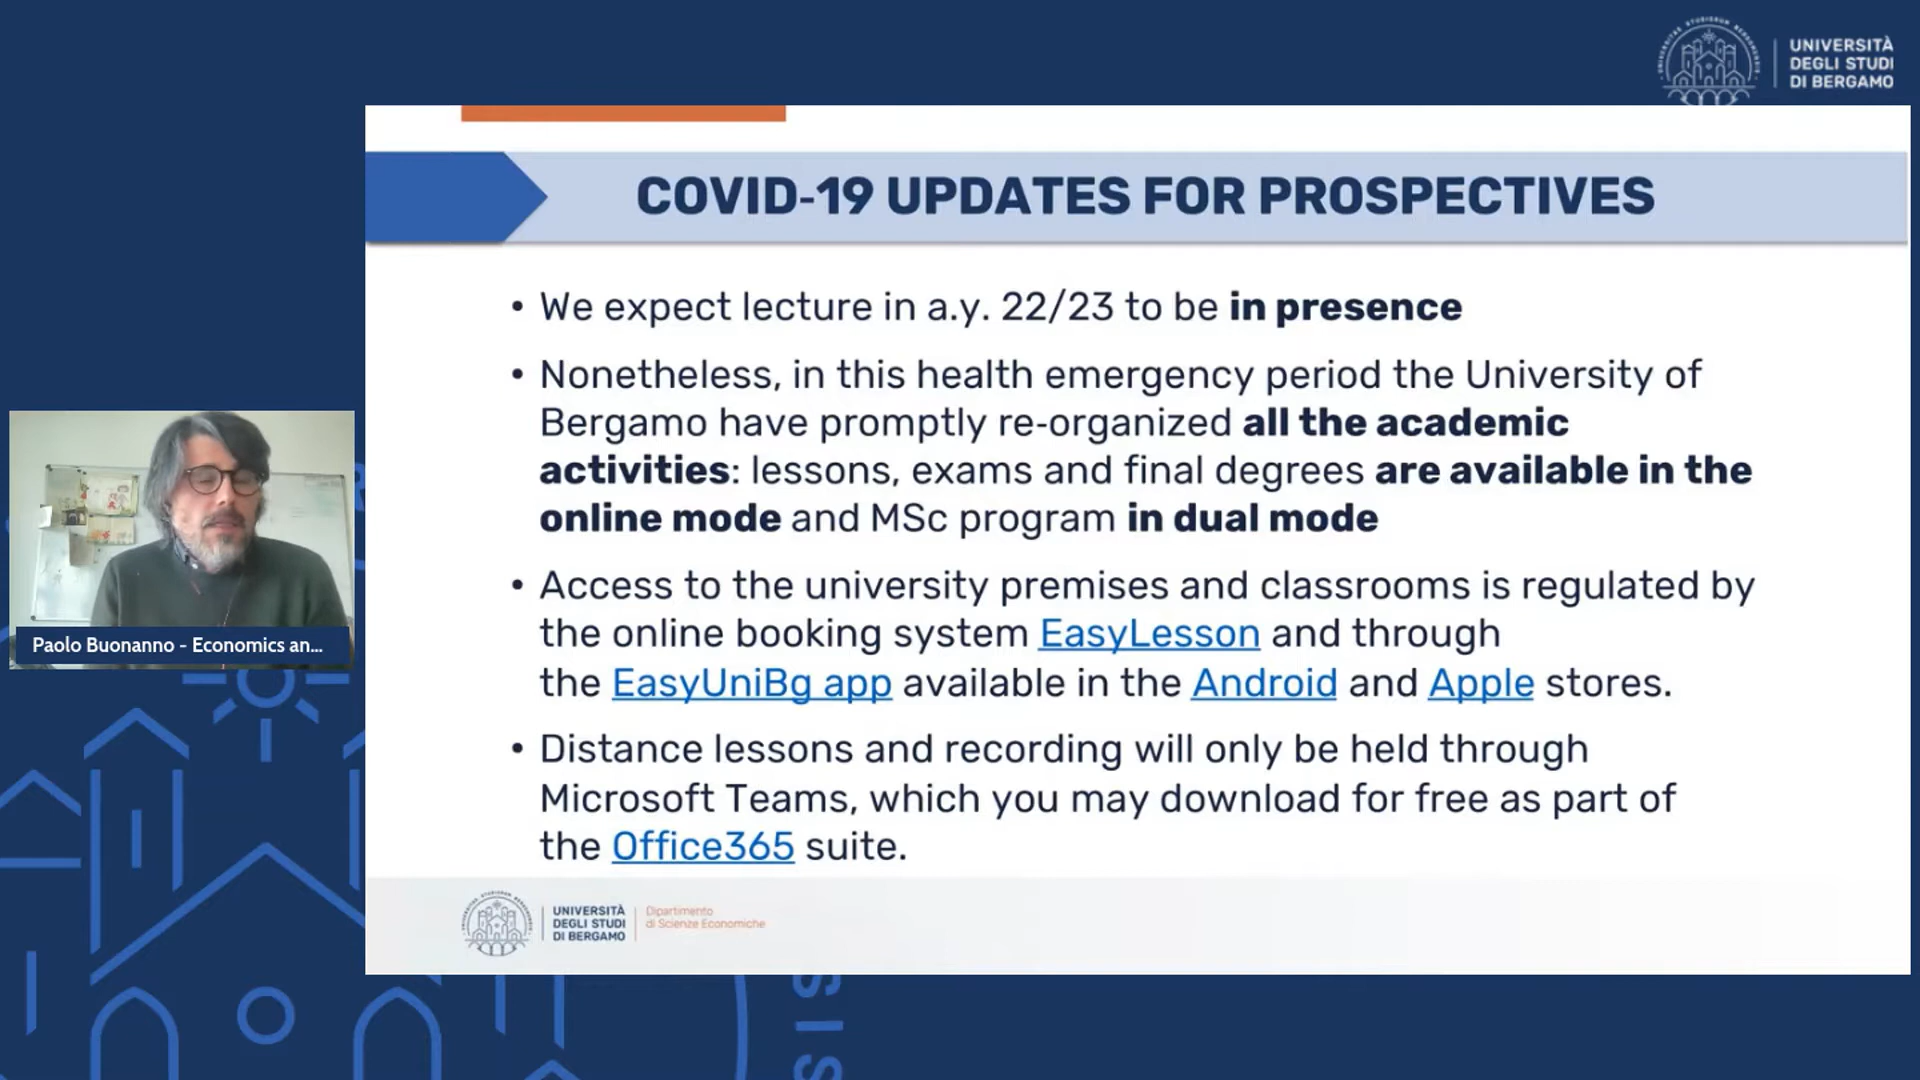 UNIVERSITÀ
DEGLI STUDI
DI BERGAMO
COVID-19 UPDATES FOR PROSPECTIVES
• We expect lecture in a.y. 22/23 to be in presence
• Nonetheless, in this health emergency period the University of
Bergamo have promptly re-organized all the academic
activities: lessons, exams and final degrees are available in the
online mode and MSc program in dual mode
• Access to the university premises and classrooms is regulated by
the online booking system EasyLesson and through
the EasyUniBg app available in the Android and Apple stores.
• Distance lessons and recording will only be held through
Microsoft Teams, which you may download for free as part of
the Office365 suite.
Paolo Buonanno - Economics an...
UNIVERSITÀ
DEGLI STUDI
DI BERGAMO
Dipartimento
di Scienze Economiche
SIS